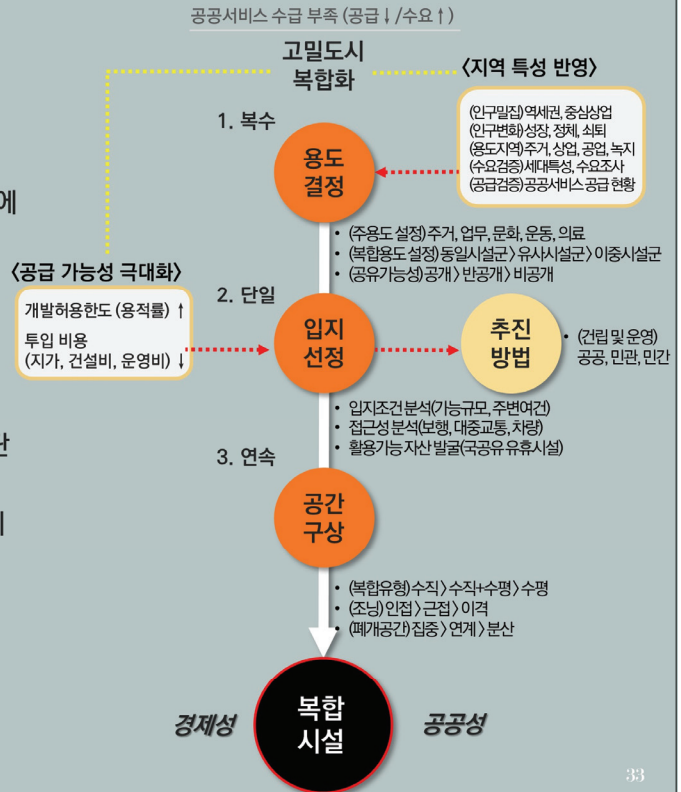 공공서비스 수급 부족 (공급↓/수요↑)
고밀도시
복합화
<지역 특성 반영>
(인구밀집) 역세권, 중심상업
(인구변화) 성장, 정체, 쇠퇴
(용도지역) 주거, 상업, 공업, 녹지
(수요검증) 세대특성, 수요조사
(공급검증) 공공서비스 공급 현황
1. 복수
용도
결정
에
• (주용도 설정) 주거, 업무, 문화, 운동, 의료
• (복합용도 설정) 동일시설군 > 유사시설군 > 이중시설군
• (공유가능성) 공개 > 반공개 > 비공개
<공급 가능성 극대화>
개발허용한도 (용적률) ↑
투입 비용
(지가, 건설비, 운영비) ↓
2. 단일
입지
선정
추진
방법
• (건립 및 운영)
공공, 민관, 민간
• 입지조건 분석(가능규모, 주변여건)
• 접근성 분석(보행, 대중교통, 차량)
• 활용가능 자산 발굴(국공유 유휴시설)
3. 연속
공간
구상
• (복합유형) 수직 > 수직+수평 > 수평
• (조닝) 인접 > 근접 > 이격
• (폐개공간) 집중 > 연계 > 분산
경제성
복합
시설
공공성
33